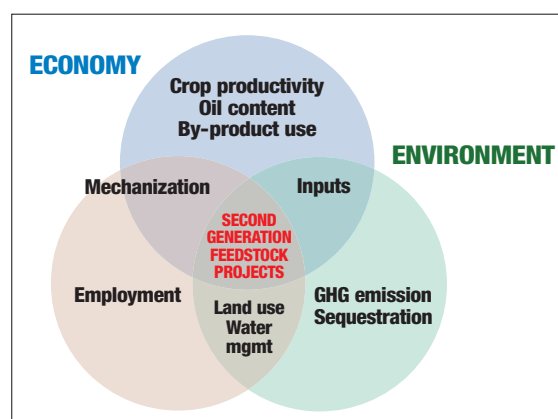 ECONOMY
Crop productivity
Oil content
By-product use
ENVIRONMENT
Mechanization
Inputs
SECOND
GENERATION
FEEDSTOCK
PROJECTS
Employment
Land use
Water
mgmt
GHG emission
Sequestration